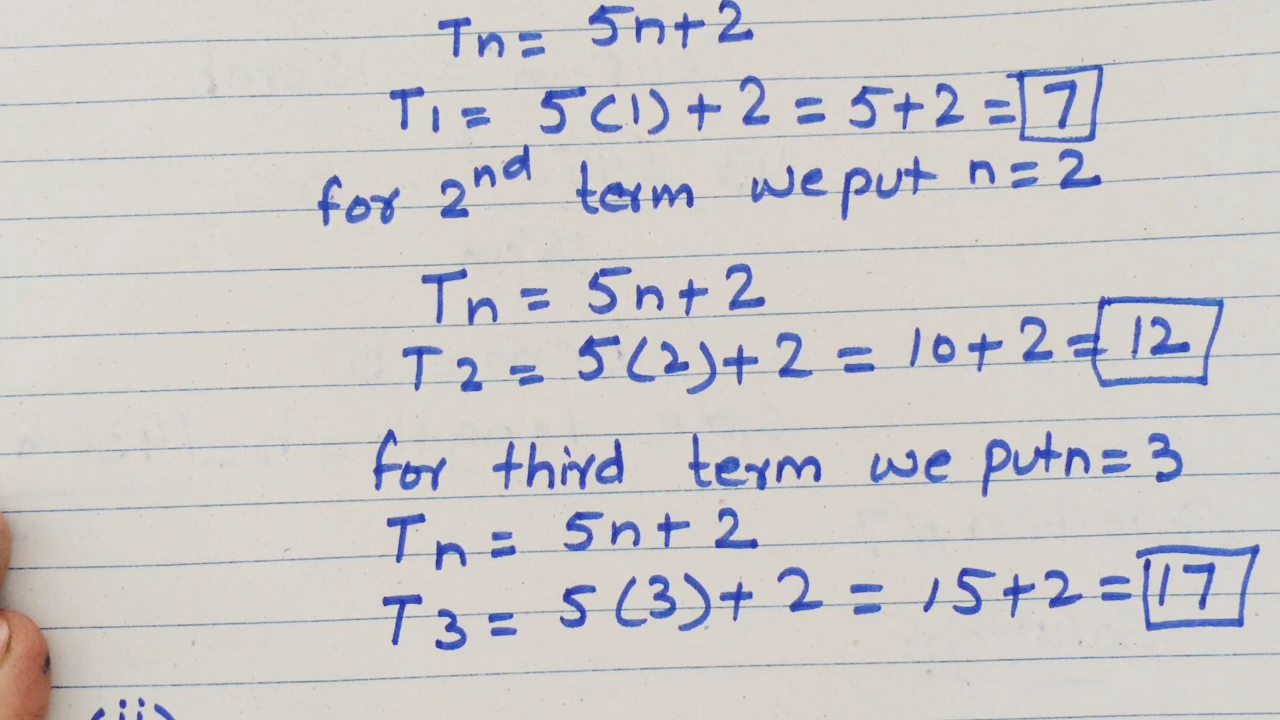 Tn = 5n+2
T1 = 5(1)+2 = 5+2 = 7
for 2nd term we put n=2
Tn = 5n+2
T2 = 5(2)+2 = 10+2 = 12
for third term we put n=3
Tn = 5n+2
T3 = 5(3)+2 = 15+2 = 17
(ii)